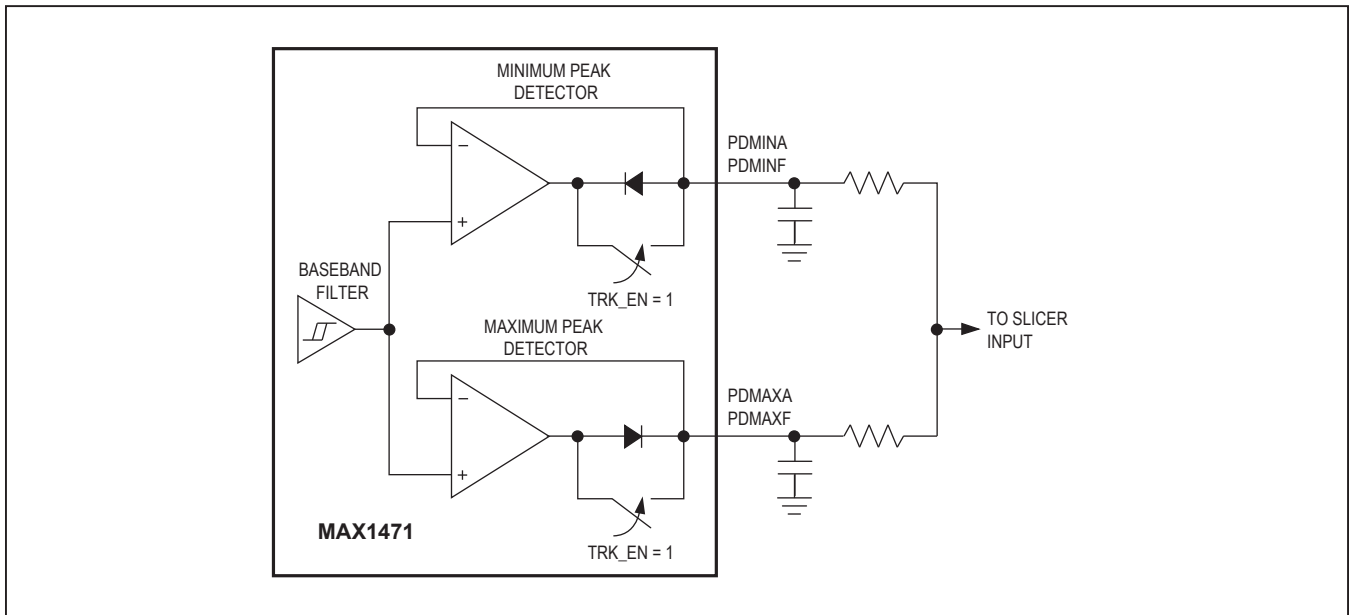 MINIMUM PEAK
DETECTOR
−
+
PDMINA
PDMINF
TRK_EN = 1
BASEBAND
FILTER
MAXIMUM PEAK
DETECTOR
−
+
PDMAXA
PDMAXF
TRK_EN = 1
TO SLICER
INPUT
MAX1471